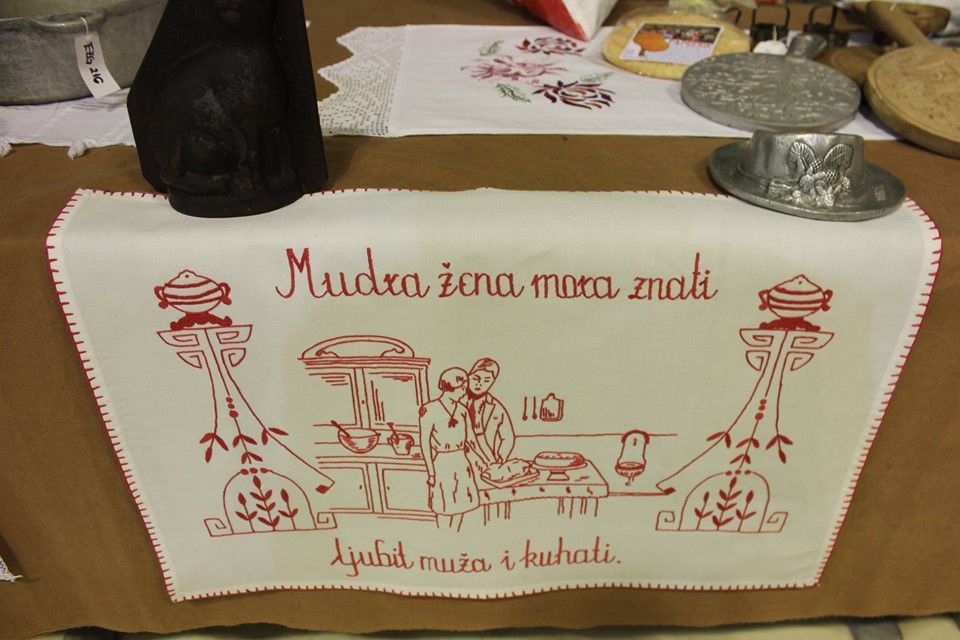 Mudra žena mora znati
ljubit muža i kuhati.